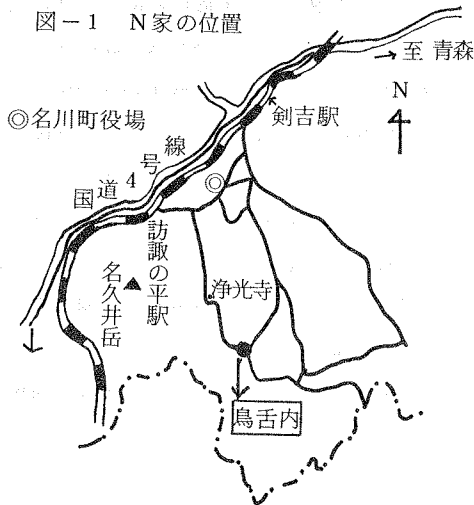 図－1　N家の位置
至 青森
N
◎名川町役場
剣吉駅
国道4号線
訪諏の平駅
名久井岳
浄光寺
鳥舌内